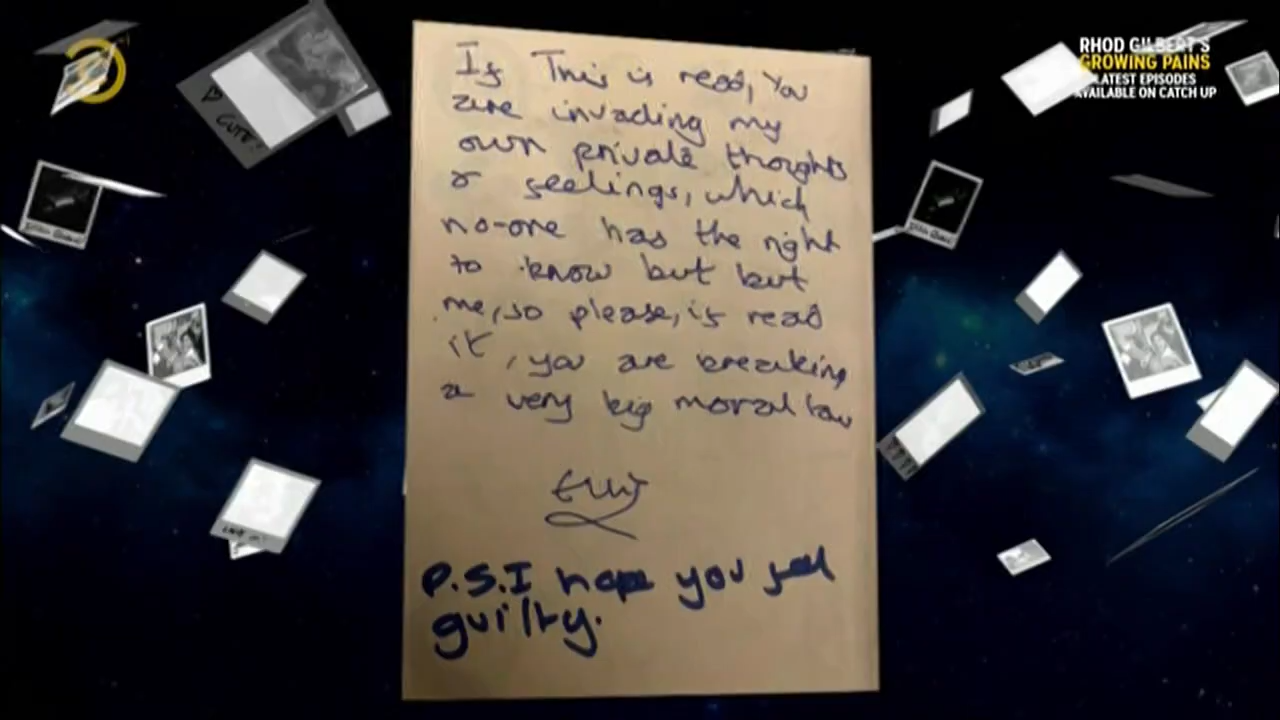 RHOD GILBERT'S
GROWING PAINS
LATEST EPISODES
AVAILABLE ON CATCH UP
CUTE!
If This is read, You
are invading my
own private thoughts
& feelings, which
no-one has the right
to know but but
me, so please, is read
it, you are breaking
a very big moral law
P.S. I hope you feel
guilty.